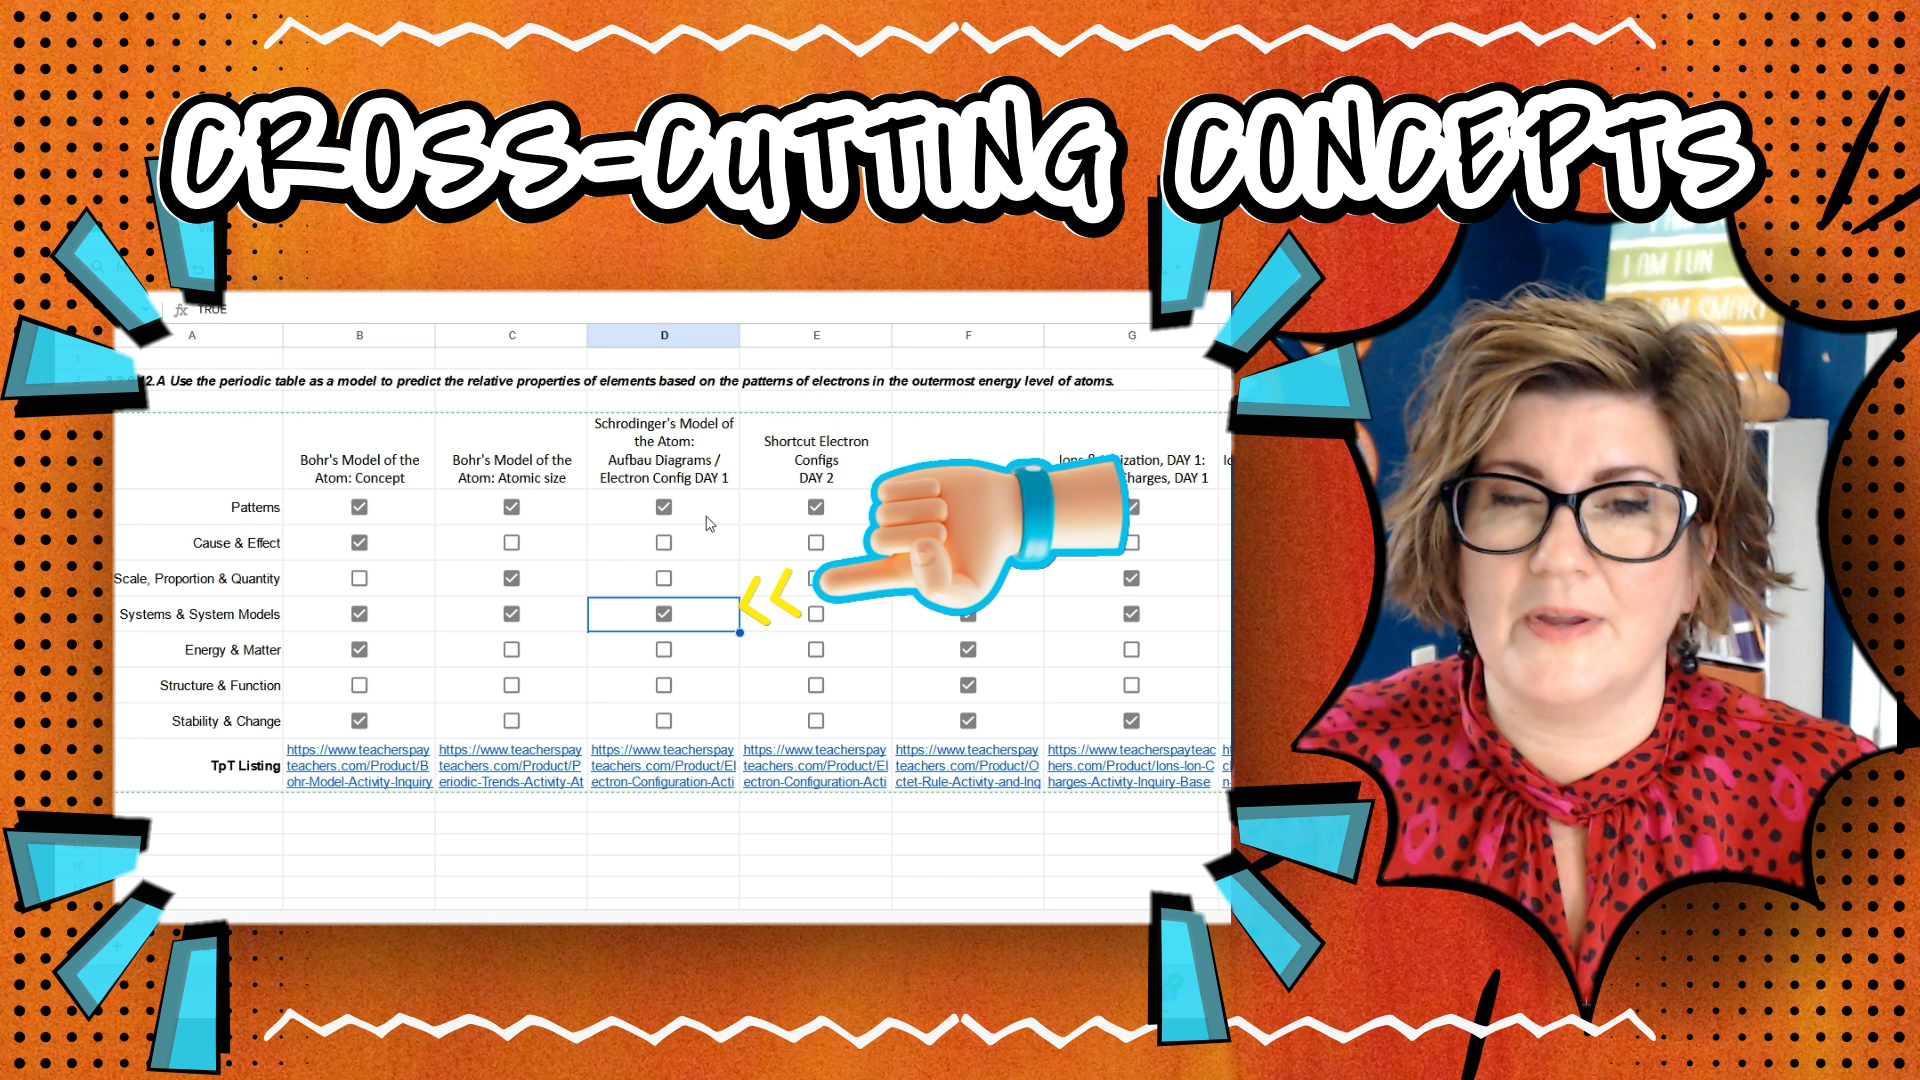 CROSS-CUTTING CONCEPTS
I AM FUN
I AM SMART
fx TRUE
A B C D E F G
2.A Use the periodic table as a model to predict the relative properties of elements based on the patterns of electrons in the outermost energy level of atoms.
Bohr's Model of the
Atom: Concept
Bohr's Model of the
Atom: Atomic size
Schrodinger's Model of
the Atom:
Aufbau Diagrams /
Electron Config DAY 1
Shortcut Electron
Configs
DAY 2
ization, DAY 1:
Charges, DAY 1
Patterns
Cause & Effect
Scale, Proportion & Quantity
Systems & System Models
Energy & Matter
Structure & Function
Stability & Change
TpT Listing
https://www.teacherspay
teachers.com/Product/B
ohr-Model-Activity-Inquiry
https://www.teacherspay
teachers.com/Product/P
eriodic-Trends-Activity-At
https://www.teacherspay
teachers.com/Product/El
ectron-Configuration-Acti
https://www.teacherspay
teachers.com/Product/El
ectron-Configuration-Acti
https://www.teacherspay
teachers.com/Product/O
ctet-Rule-Activity-and-Inq
https://www.teacherspayteac
hers.com/Product/Ions-Ion-C
harges-Activity-Inquiry-Base